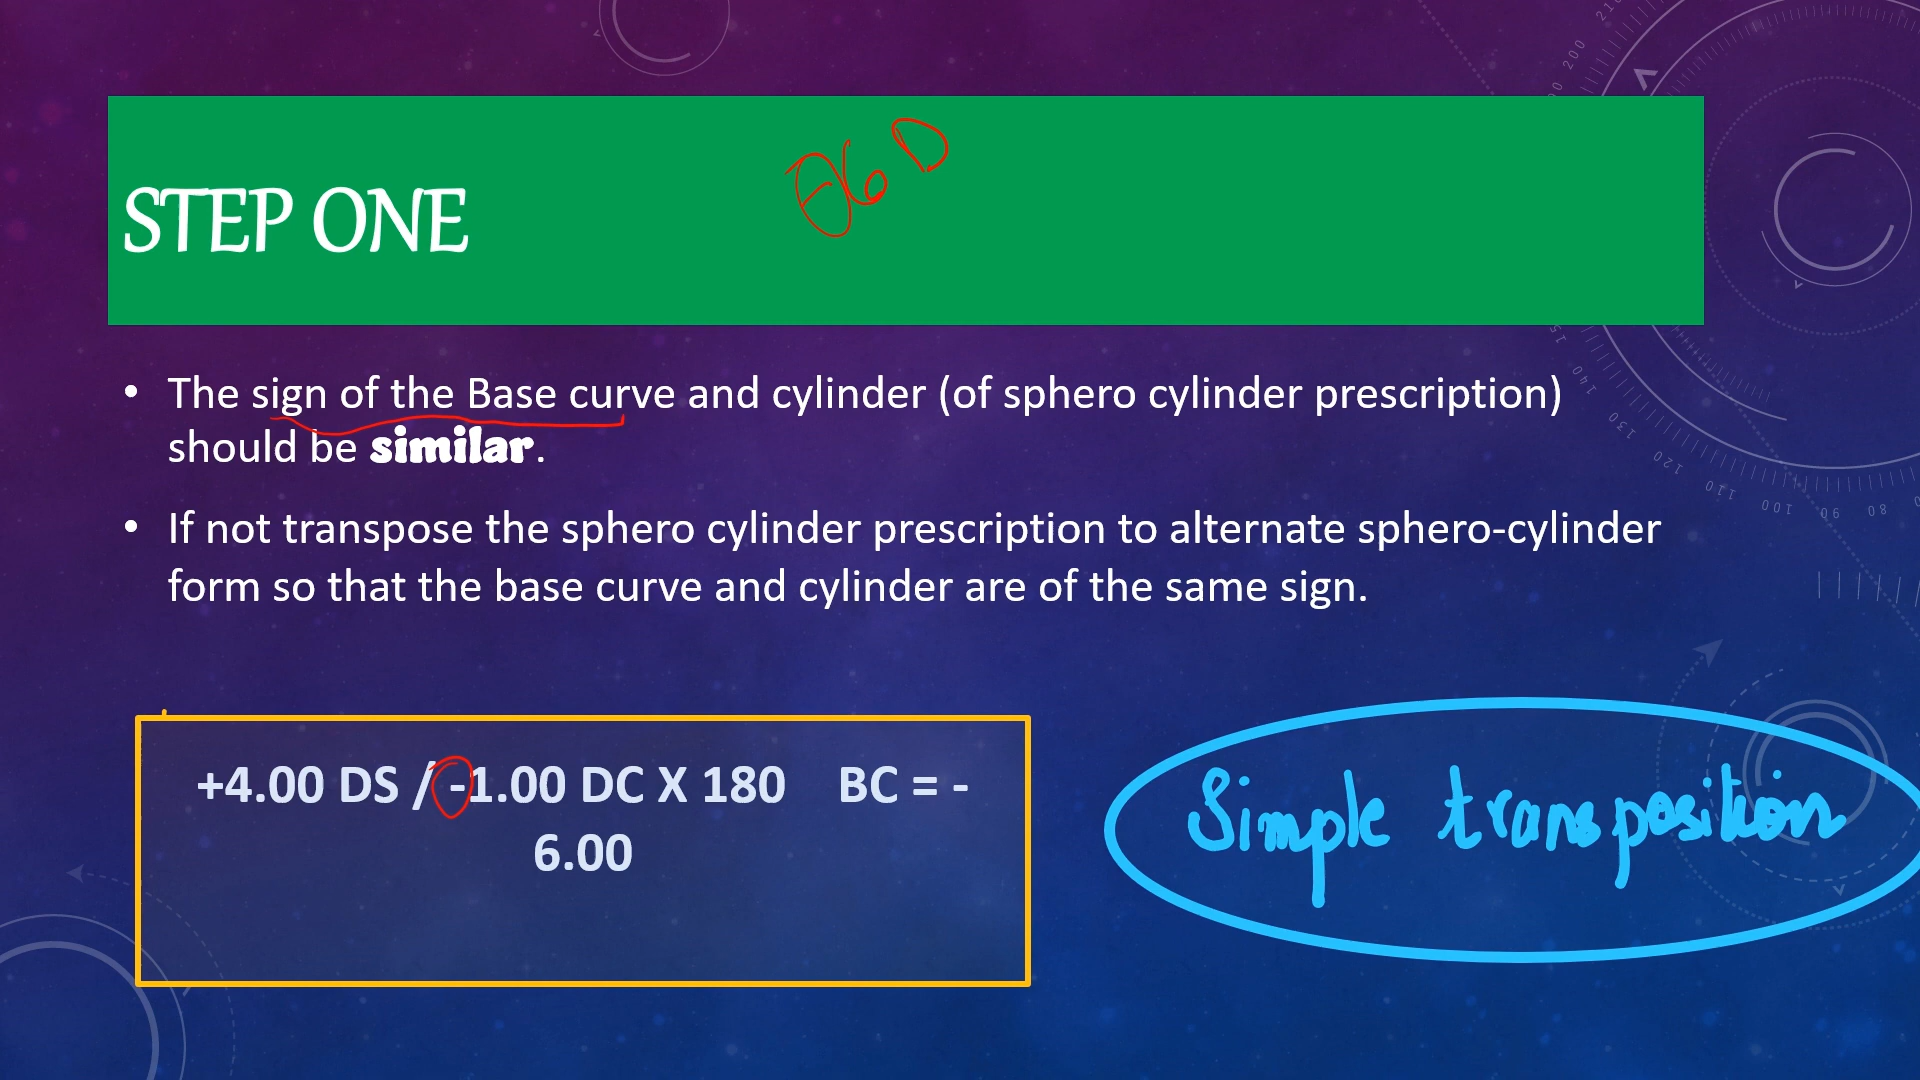 STEP ONE
-6 D
• The sign of the Base curve and cylinder (of sphero cylinder prescription)
should be similar.
• If not transpose the sphero cylinder prescription to alternate sphero-cylinder
form so that the base curve and cylinder are of the same sign.
+4.00 DS / -1.00 DC X 180 BC = -
6.00
Simple transposition